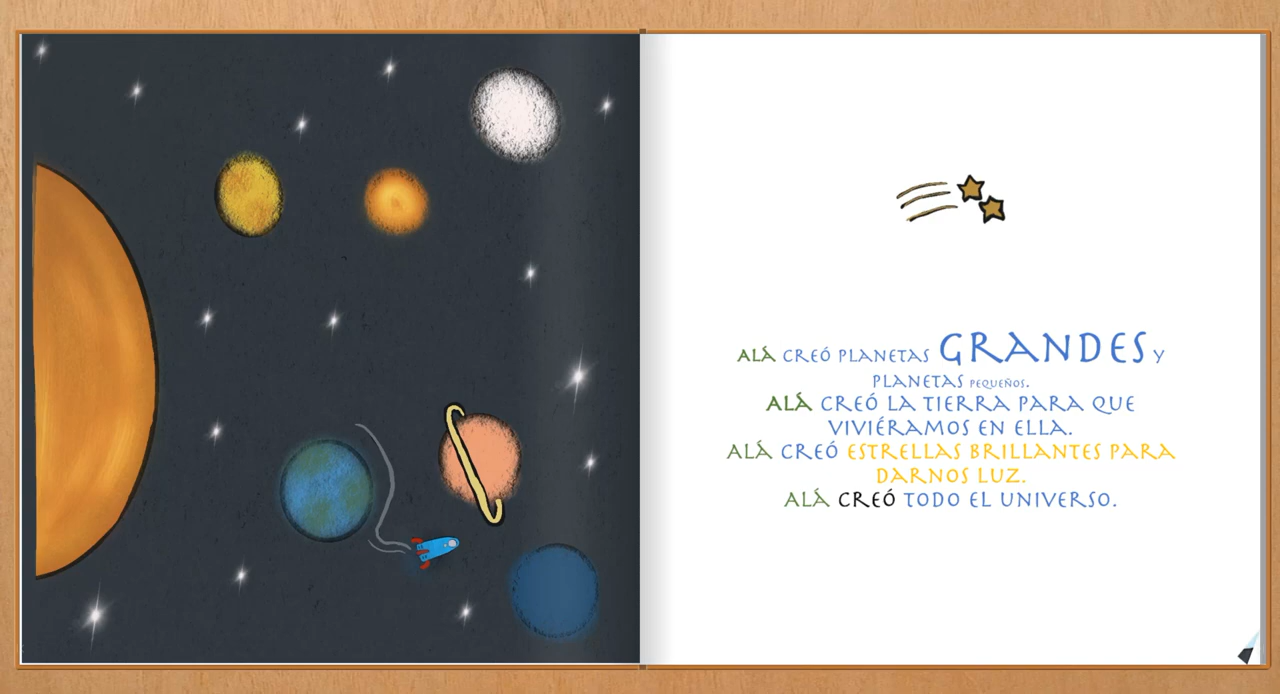 ALÁ CREÓ PLANETAS GRANDES Y
PLANETAS PEQUEÑOS.
ALÁ CREÓ LA TIERRA PARA QUE
VIVIÉRAMOS EN ELLA.
ALÁ CREÓ ESTRELLAS BRILLANTES PARA
DARNOS LUZ.
ALÁ CREÓ TODO EL UNIVERSO.